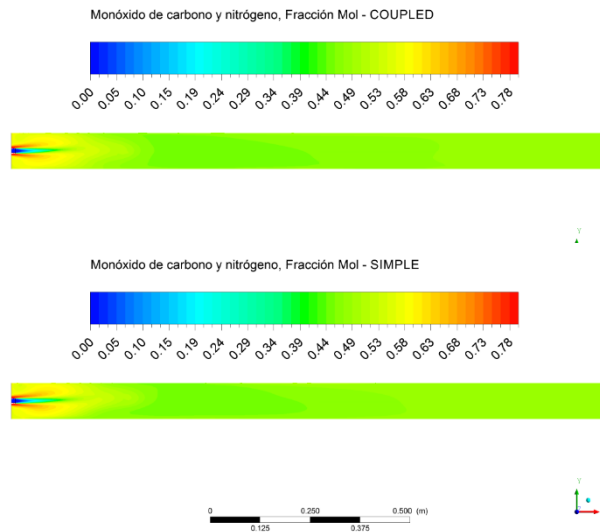 Monóxido de carbono y nitrógeno, Fracción Mol - COUPLED
0.00 0.05 0.10 0.15 0.19 0.24 0.29 0.34 0.39 0.44 0.49 0.53 0.58 0.63 0.68 0.73 0.78
Y
Monóxido de carbono y nitrógeno, Fracción Mol - SIMPLE
0.00 0.05 0.10 0.15 0.19 0.24 0.29 0.34 0.39 0.44 0.49 0.53 0.58 0.63 0.68 0.73 0.78
Y
0 0.250 0.500 (m)
0.125 0.375